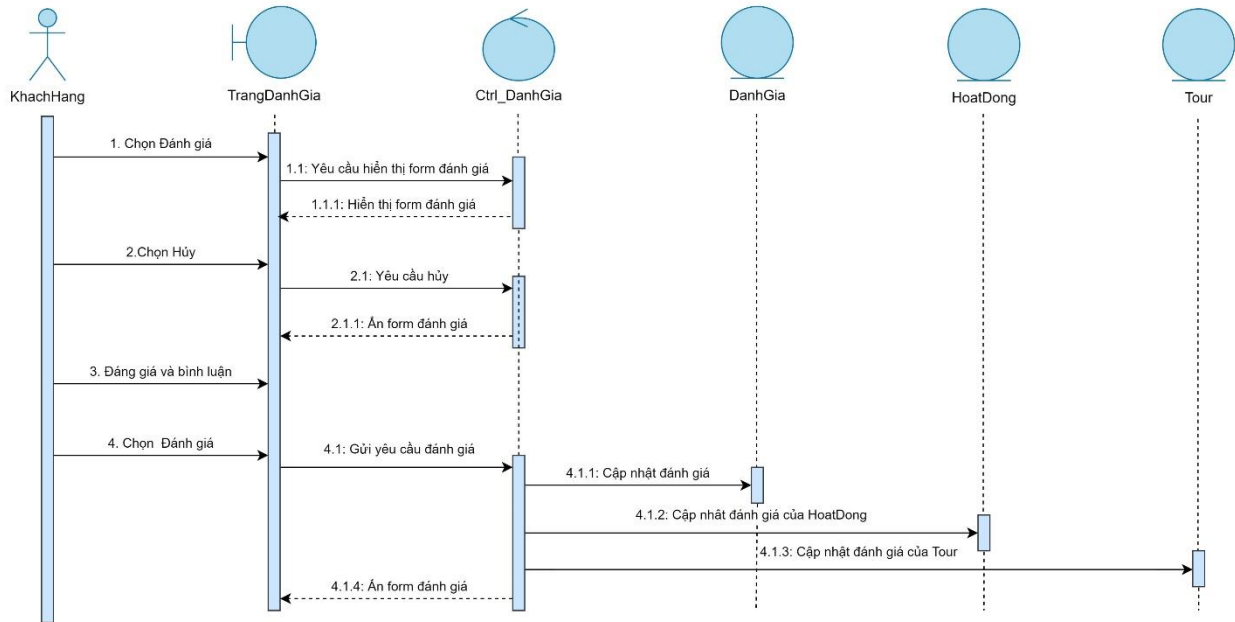 KhachHang
TrangDanhGia
Ctrl_DanhGia
DanhGia
HoatDong
Tour
1. Chọn Đánh giá
1.1: Yêu cầu hiển thị form đánh giá
1.1.1: Hiển thị form đánh giá
2.Chọn Hủy
2.1: Yêu cầu hủy
2.1.1: Ẩn form đánh giá
3. Đáng giá và bình luận
4. Chọn Đánh giá
4.1: Gửi yêu cầu đánh giá
4.1.1: Cập nhật đánh giá
4.1.2: Cập nhât đánh giá của HoatDong
4.1.3: Cập nhật đánh giá của Tour
4.1.4: Ẩn form đánh giá